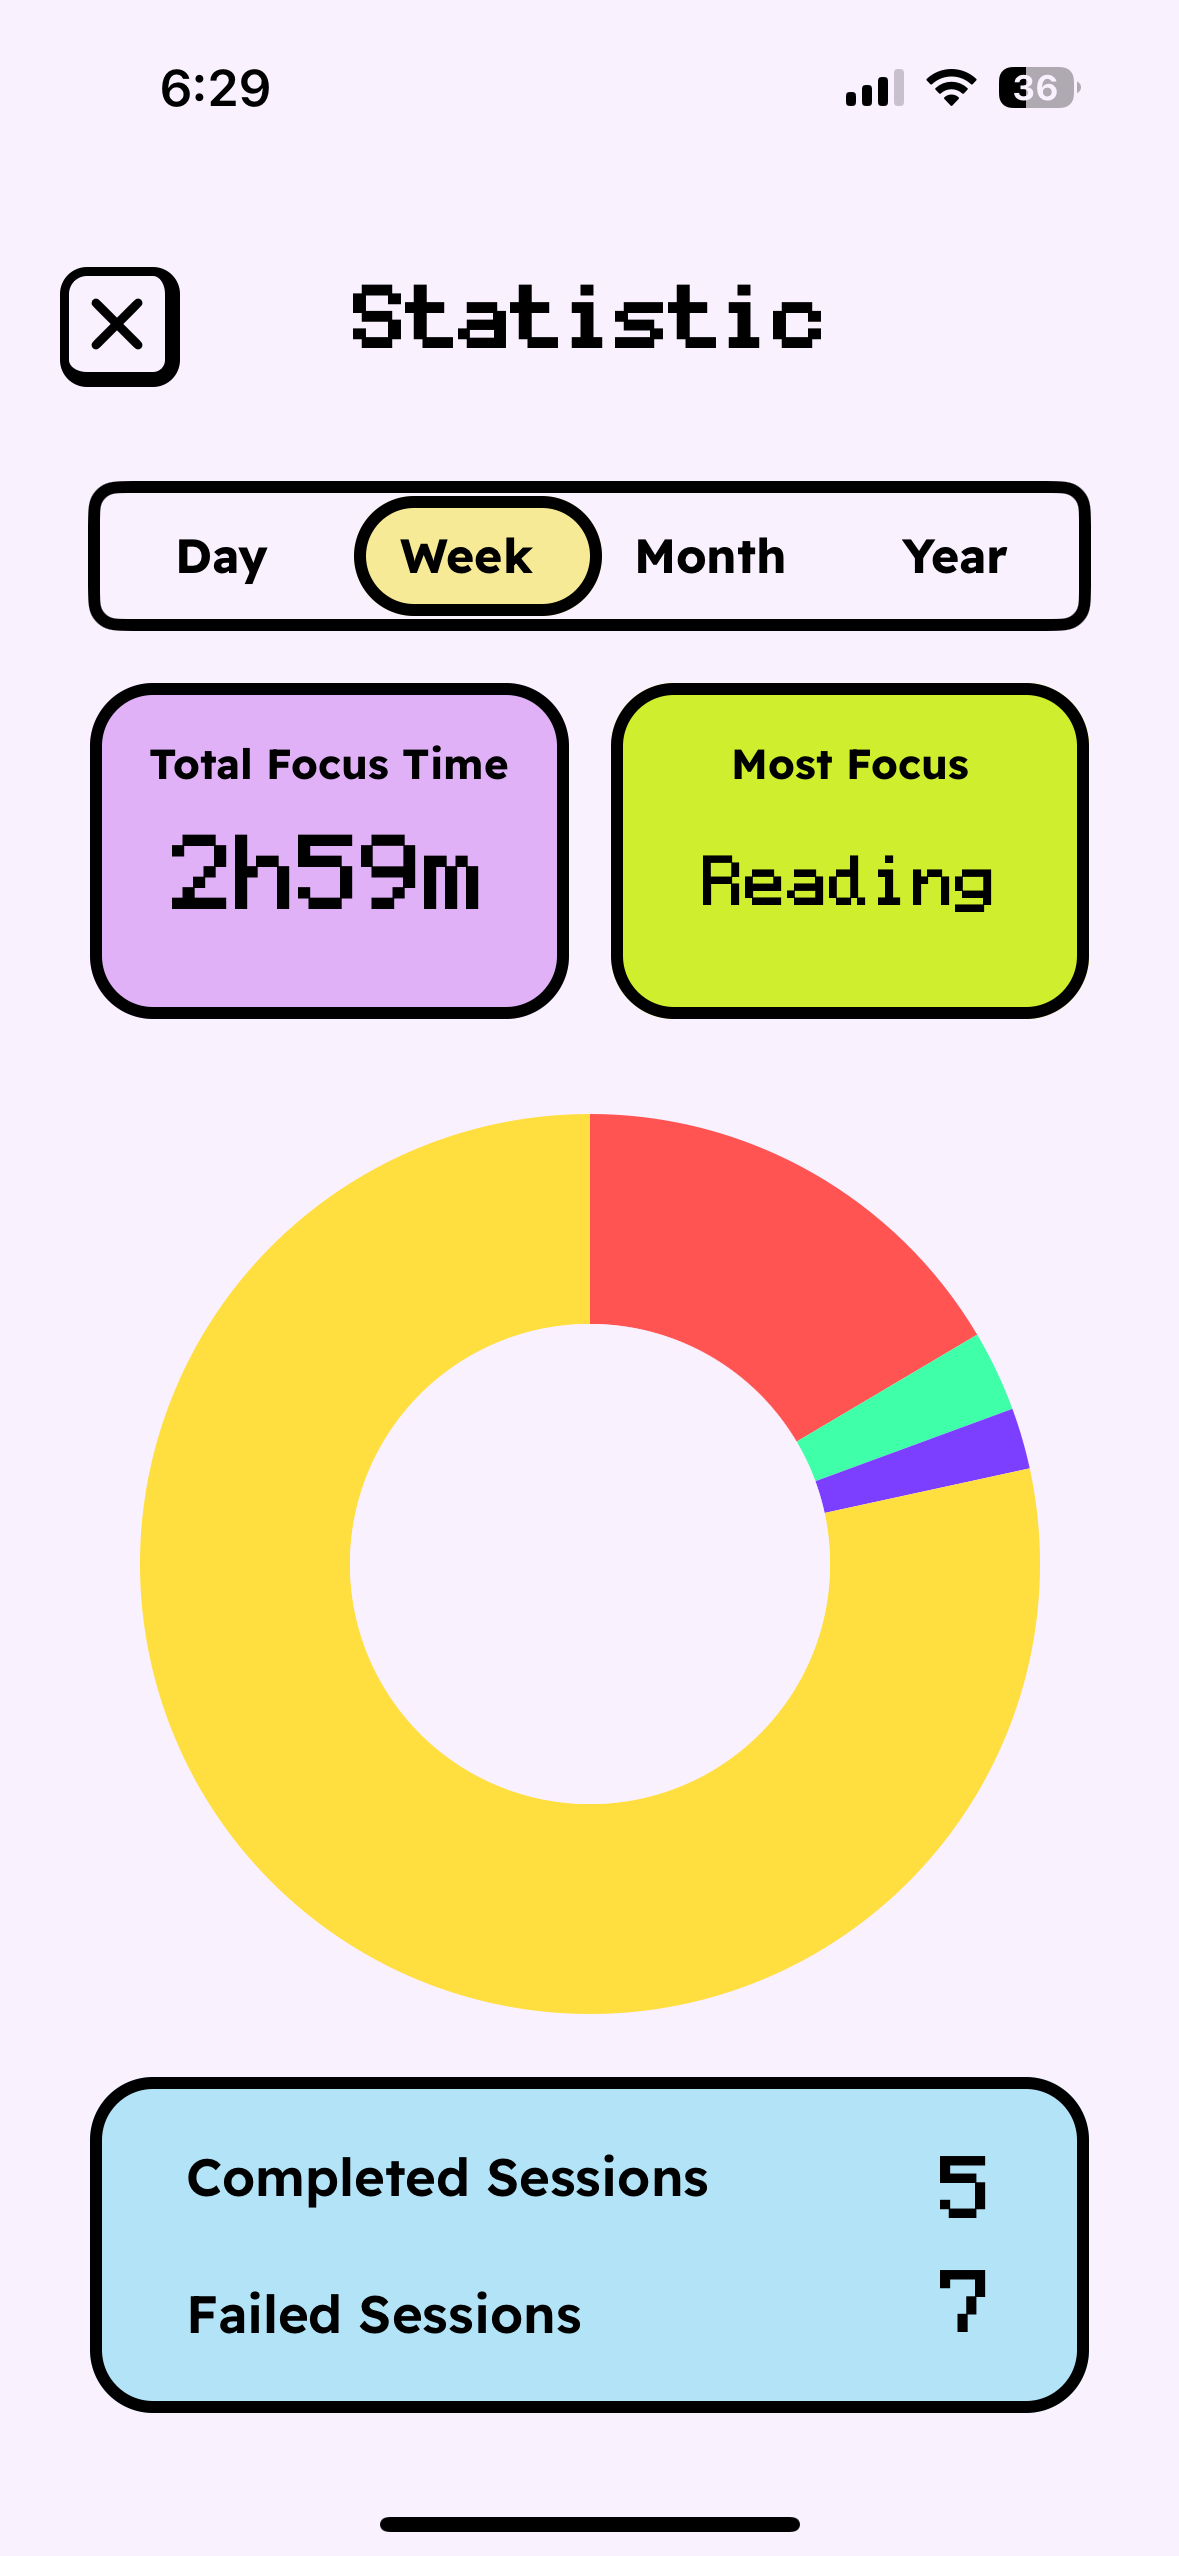 6:29
36
Statistic
Day Week Month Year
Total Focus Time
2h59m
Most Focus
Reading
Completed Sessions 5
Failed Sessions 7